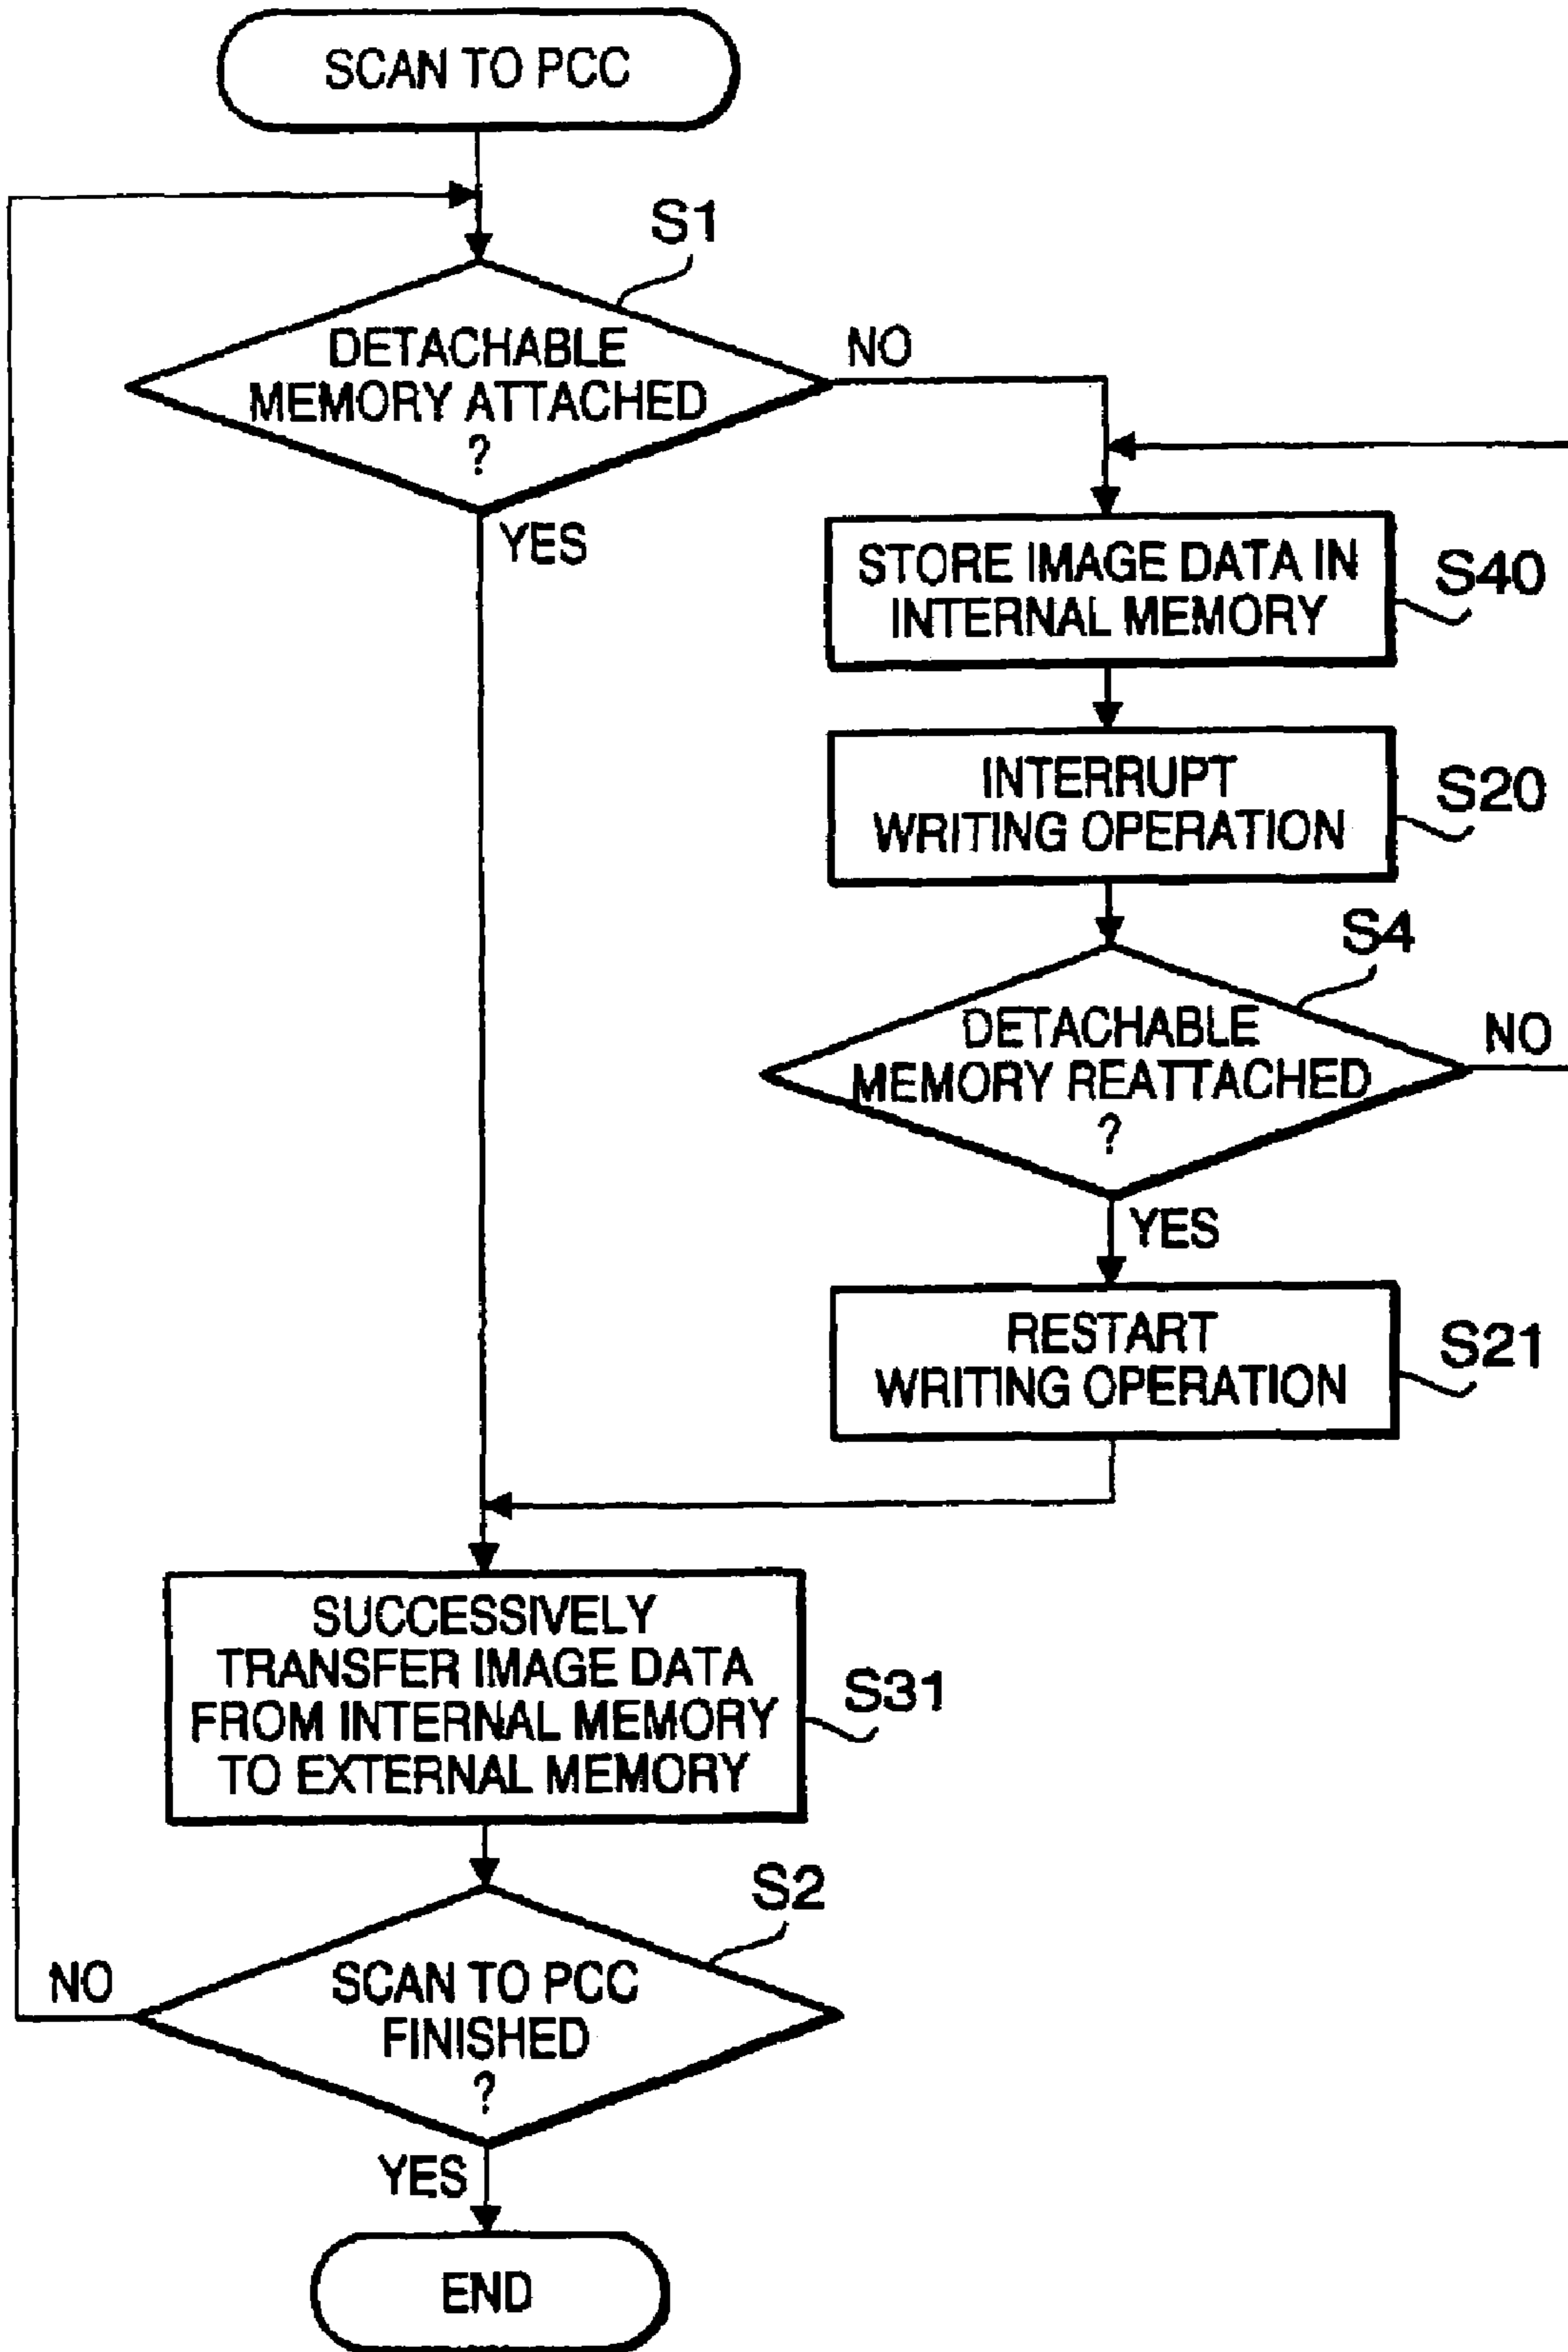 SCAN TO PCC
S1
DETACHABLE
MEMORY ATTACHED
?
NO
YES
STORE IMAGE DATA IN
INTERNAL MEMORY
S40
INTERRUPT
WRITING OPERATION
S20
S4
DETACHABLE
MEMORY REATTACHED
?
NO
YES
RESTART
WRITING OPERATION
S21
SUCCESSIVELY
TRANSFER IMAGE DATA
FROM INTERNAL MEMORY
TO EXTERNAL MEMORY
S31
S2
SCAN TO PCC
FINISHED
?
NO
YES
END